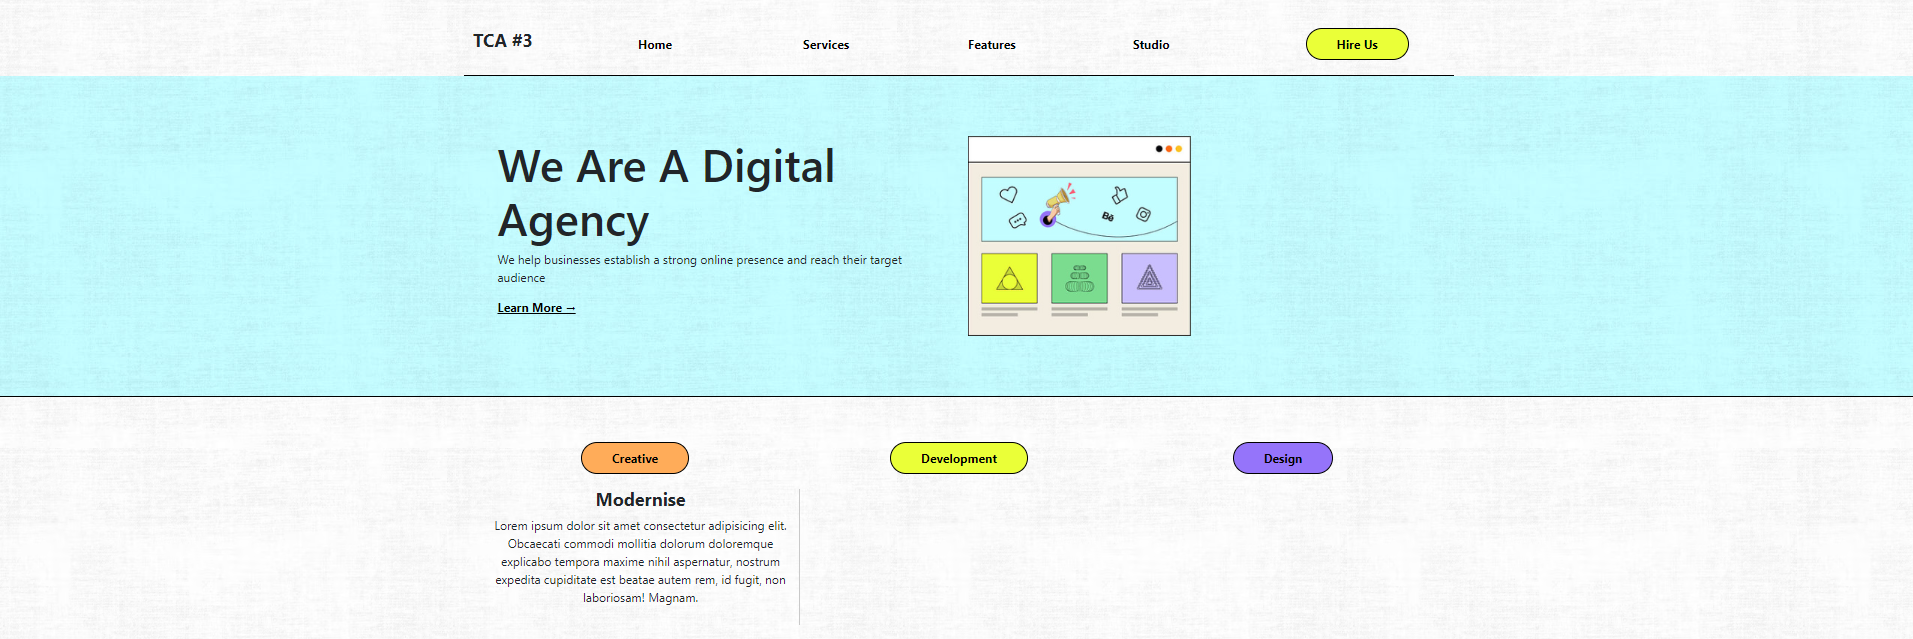 TCA #3
Home
Services
Features
Studio
Hire Us
We Are A Digital
Agency
We help businesses establish a strong online presence and reach their target
audience
Learn More →
Bē
Creative
Development
Design
Modernise
Lorem ipsum dolor sit amet consectetur adipisicing elit.
Obcaecati commodi mollitia dolorum doloremque
explicabo tempora maxime nihil aspernatur, nostrum
expedita cupiditate est beatae autem rem, id fugit, non
laboriosam! Magnam.